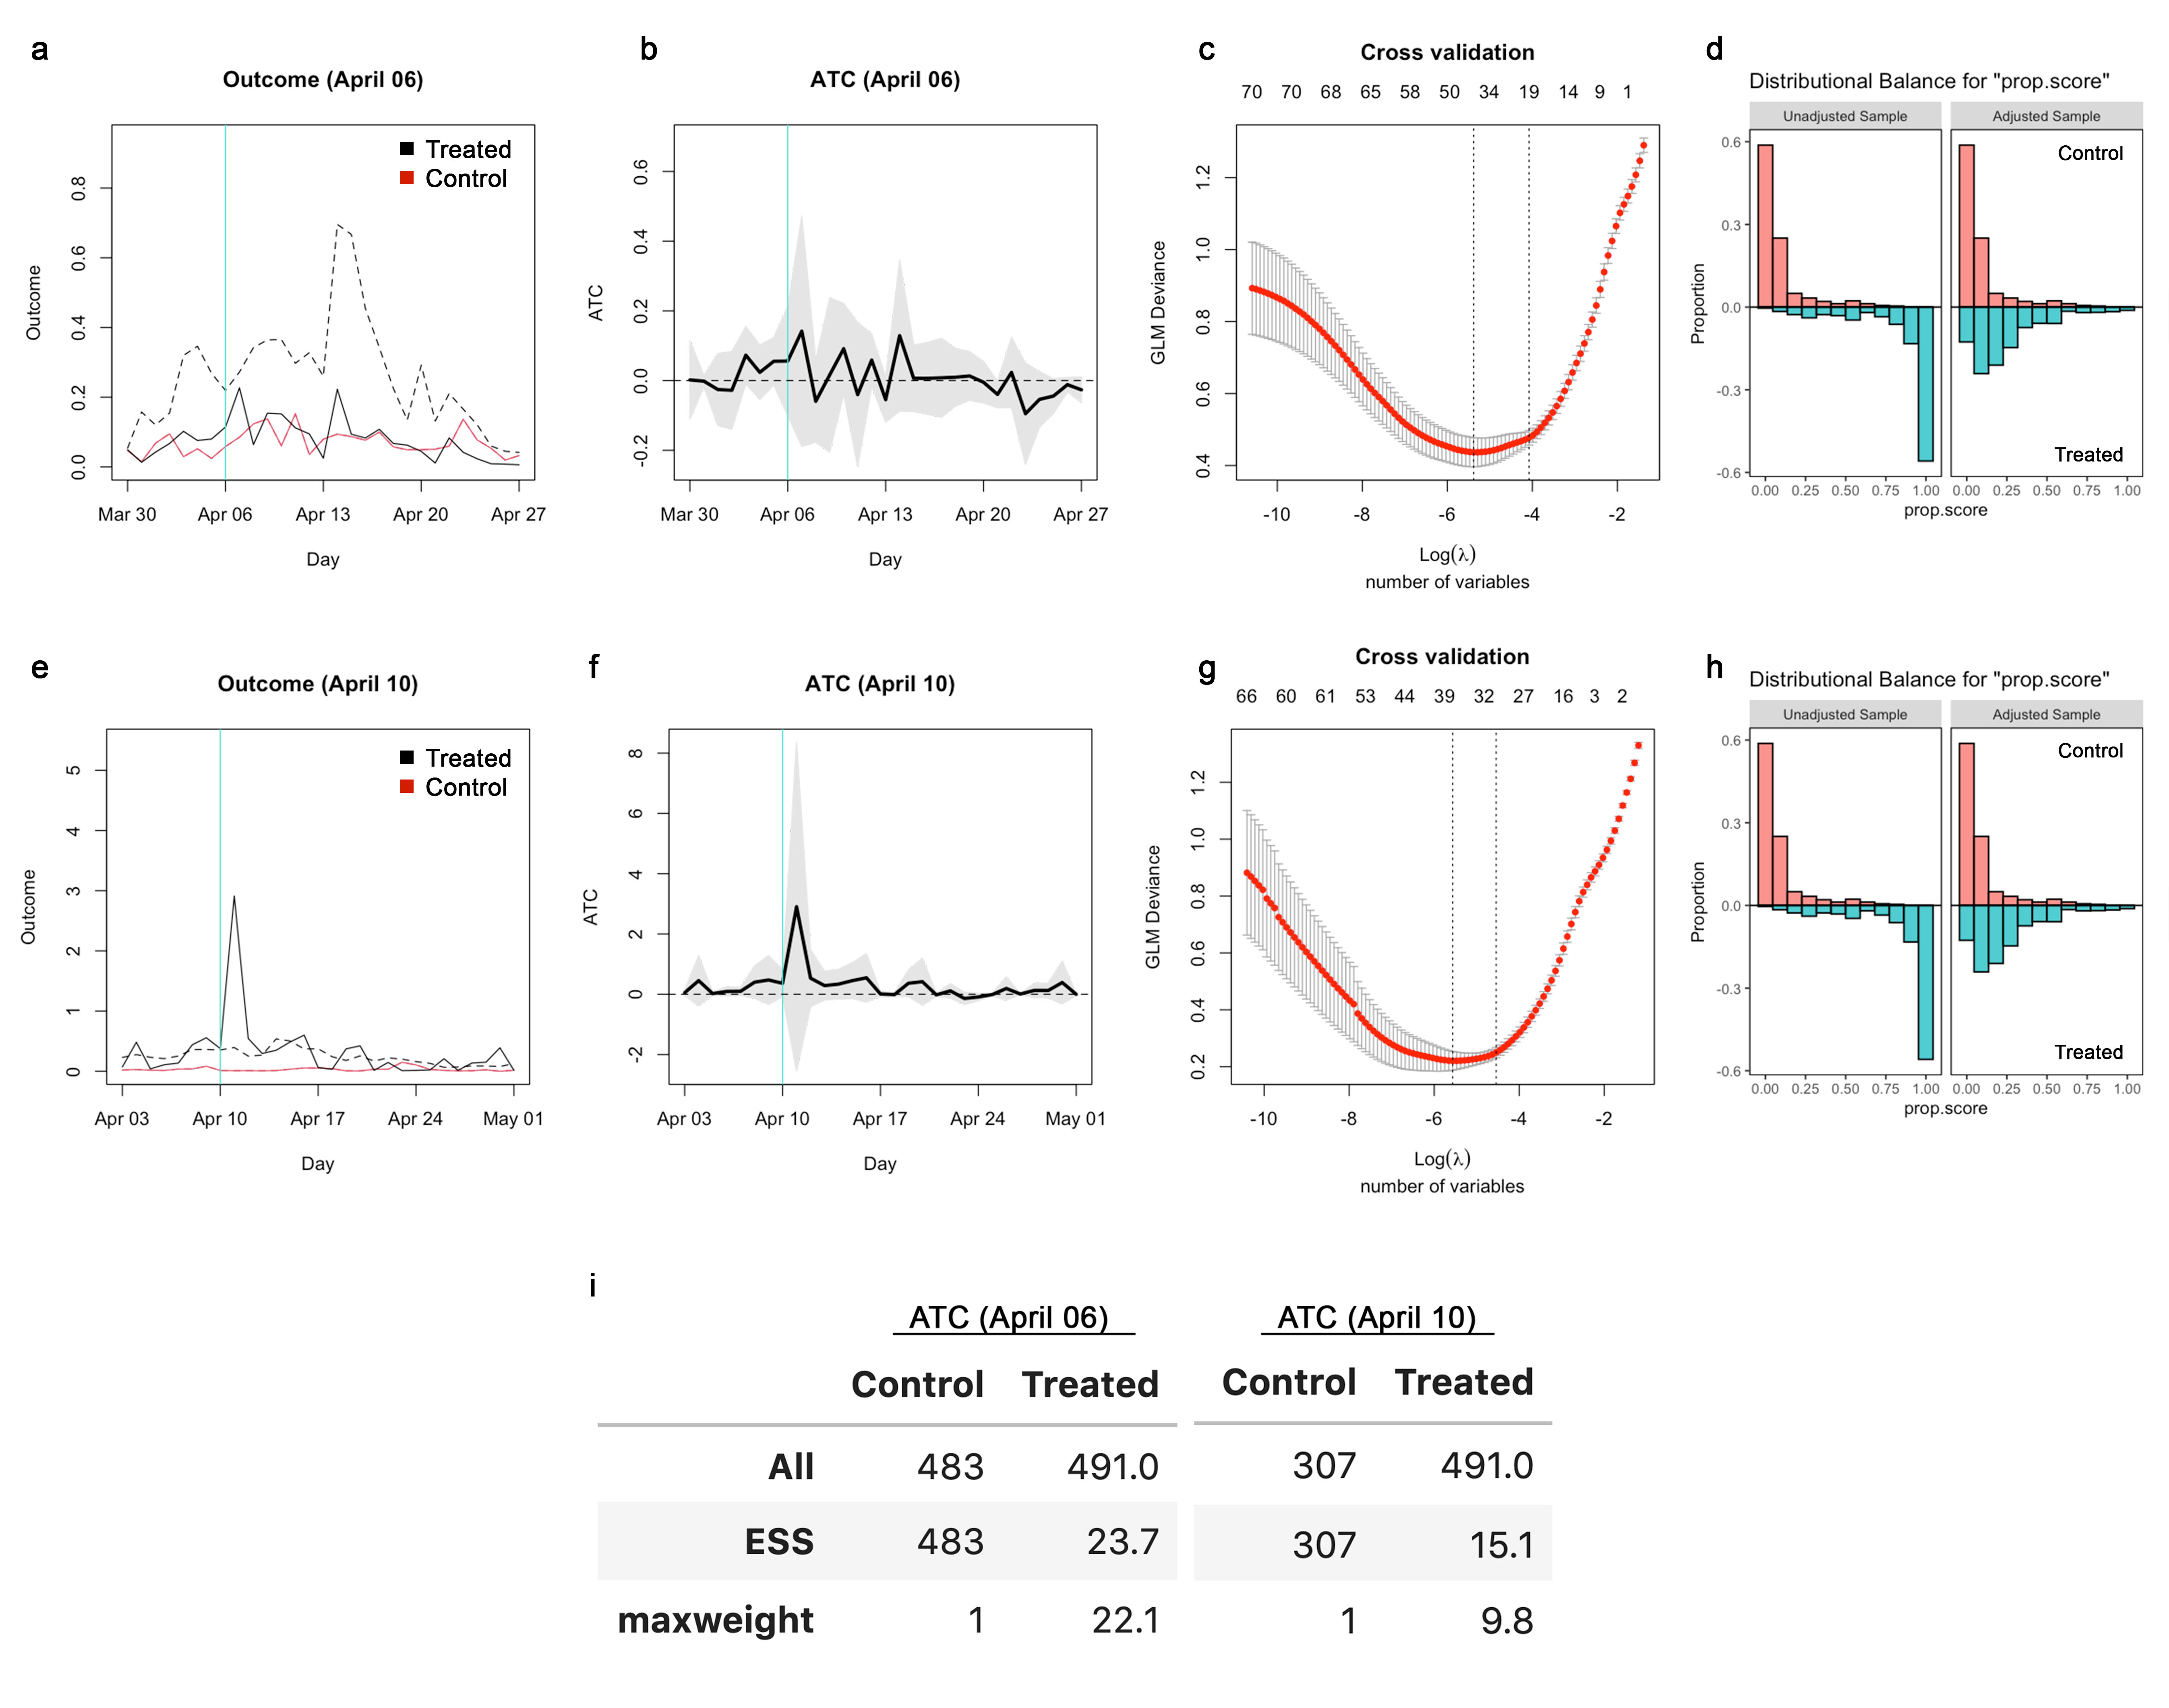 a
Outcome (April 06)
Treated
Control
0.8
0.6
0.4
0.2
0.0
Outcome
Mar 30 Apr 06 Apr 13 Apr 20 Apr 27
Day
b
ATC (April 06)
0.6
0.4
0.2
0.0
-0.2
ATC
Mar 30 Apr 06 Apr 13 Apr 20 Apr 27
Day
c
Cross validation
70 70 68 65 58 50 34 19 14 9 1
1.2
1.0
0.8
0.6
0.4
GLM Deviance
-10 -8 -6 -4 -2
Log(λ)
number of variables
d
Distributional Balance for "prop.score"
Unadjusted Sample Adjusted Sample
Control
Treated
0.6
0.3
0.0
-0.3
-0.6
Proportion
0.00 0.25 0.50 0.75 1.00 0.00 0.25 0.50 0.75 1.00
prop.score
e
Outcome (April 10)
Treated
Control
5
4
3
2
1
0
Outcome
Apr 03 Apr 10 Apr 17 Apr 24 May 01
Day
f
ATC (April 10)
8
6
4
2
0
-2
ATC
Apr 03 Apr 10 Apr 17 Apr 24 May 01
Day
g
Cross validation
66 60 61 53 44 39 32 27 16 3 2
1.2
1.0
0.8
0.6
0.4
0.2
GLM Deviance
-10 -8 -6 -4 -2
Log(λ)
number of variables
h
Distributional Balance for "prop.score"
Unadjusted Sample Adjusted Sample
Control
Treated
0.6
0.3
0.0
-0.3
-0.6
Proportion
0.00 0.25 0.50 0.75 1.00 0.00 0.25 0.50 0.75 1.00
prop.score
i
ATC (April 06) ATC (April 10)
Control Treated Control Treated
All 483 491.0 307 491.0
ESS 483 23.7 307 15.1
maxweight 1 22.1 1 9.8